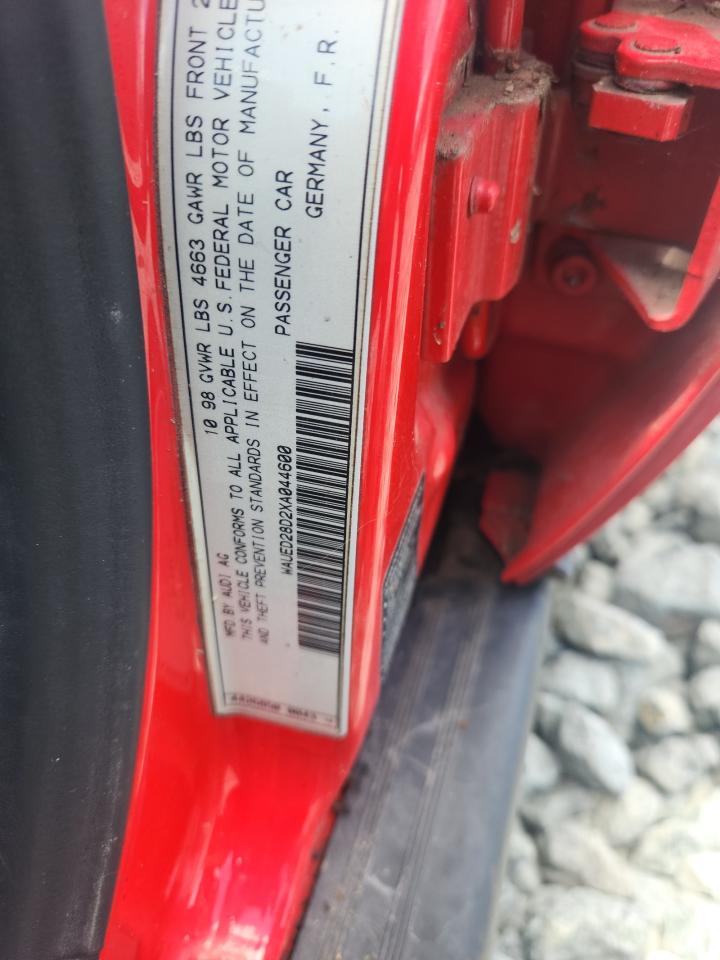 MFD BY AUDI AG
10 98 GVWR LBS 4663 GAWR LBS FRONT 2
THIS VEHICLE CONFORMS TO ALL APPLICABLE U.S. FEDERAL MOTOR VEHICLE
AND THEFT PREVENTION STANDARDS IN EFFECT ON THE DATE OF MANUFACTU
WAUED28D2XA044600
PASSENGER CAR
GERMANY, F.R.